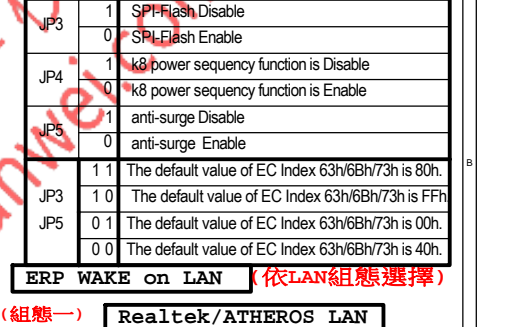 JP3 1 SPI-Flash Disable
0 SPI-Flash Enable
JP4 1 k8 power sequency function is Disable
0 k8 power sequency function is Enable
JP5 1 anti-surge Disable
0 anti-surge Enable
1 1 The default value of EC Index 63h/6Bh/73h is 80h.
JP3 1 0 The default value of EC Index 63h/6Bh/73h is FFh
JP5 0 1 The default value of EC Index 63h/6Bh/73h is 00h.
0 0 The default value of EC Index 63h/6Bh/73h is 40h.
B
ERP WAKE on LAN (依LAN組態選擇)
(組態一) Realtek/ATHEROS LAN